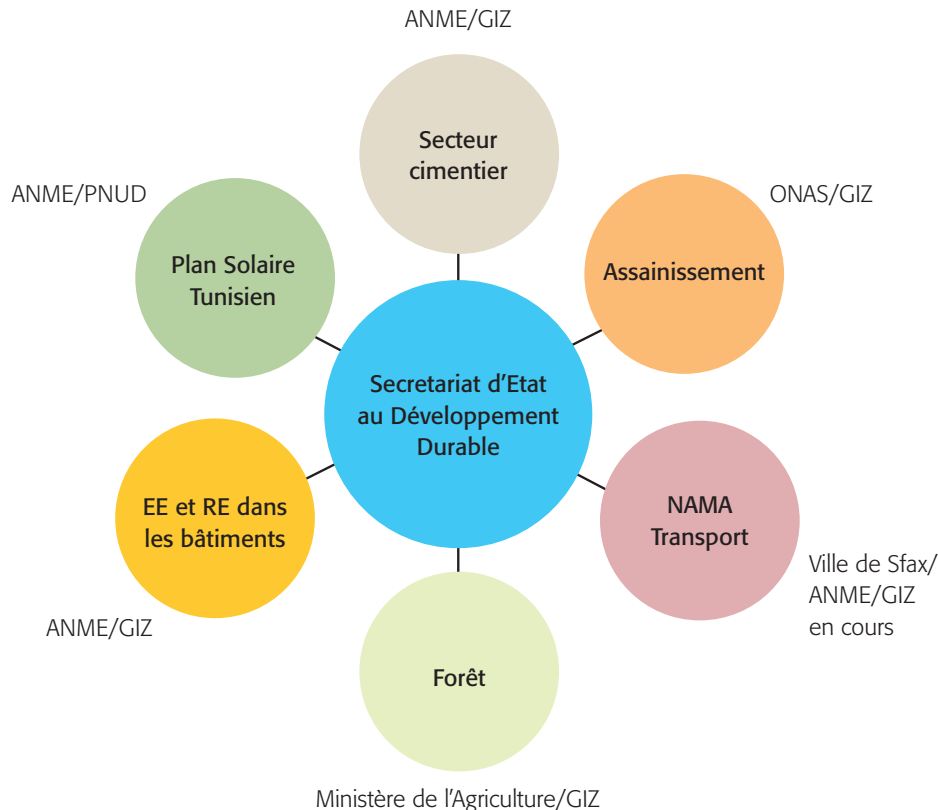 ANME/GIZ
Secteur
cimentier
ANME/PNUD
Plan Solaire
Tunisien
ONAS/GIZ
Assainissement
Secretariat d'Etat
au Développement
Durable
EE et RE dans
les bâtiments
ANME/GIZ
NAMA
Transport
Ville de Sfax/
ANME/GIZ
en cours
Forêt
Ministère de l'Agriculture/GIZ